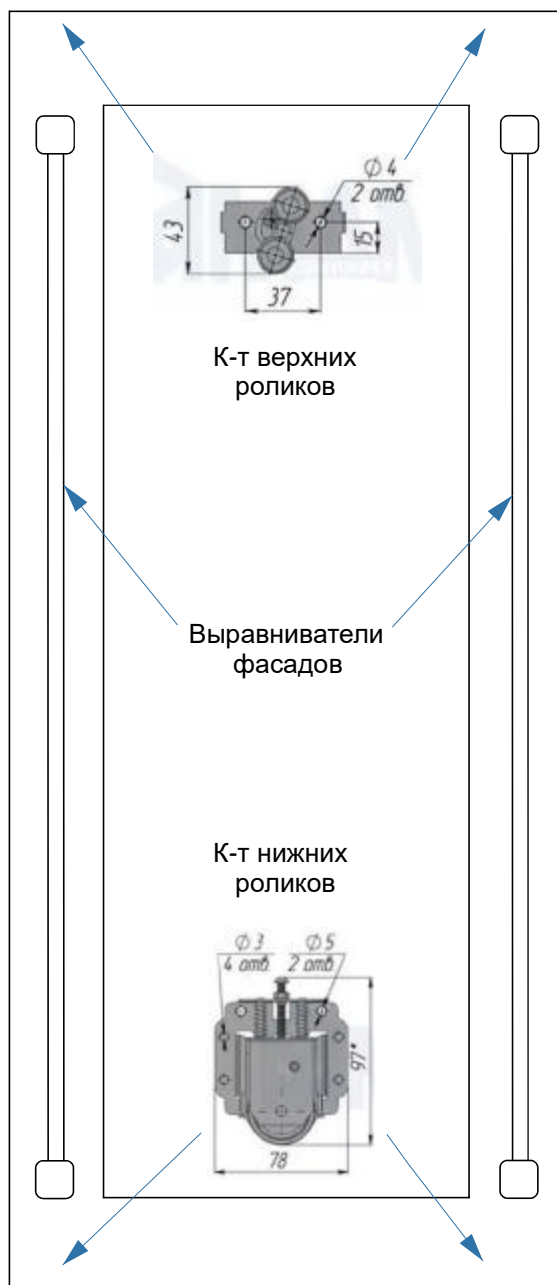 ∅ 4
2 отв.
43
15
37
К-т верхних
роликов
Выравниватели
фасадов
К-т нижних
роликов
∅ 3
4 отв.
∅ 5
2 отв
97*
78